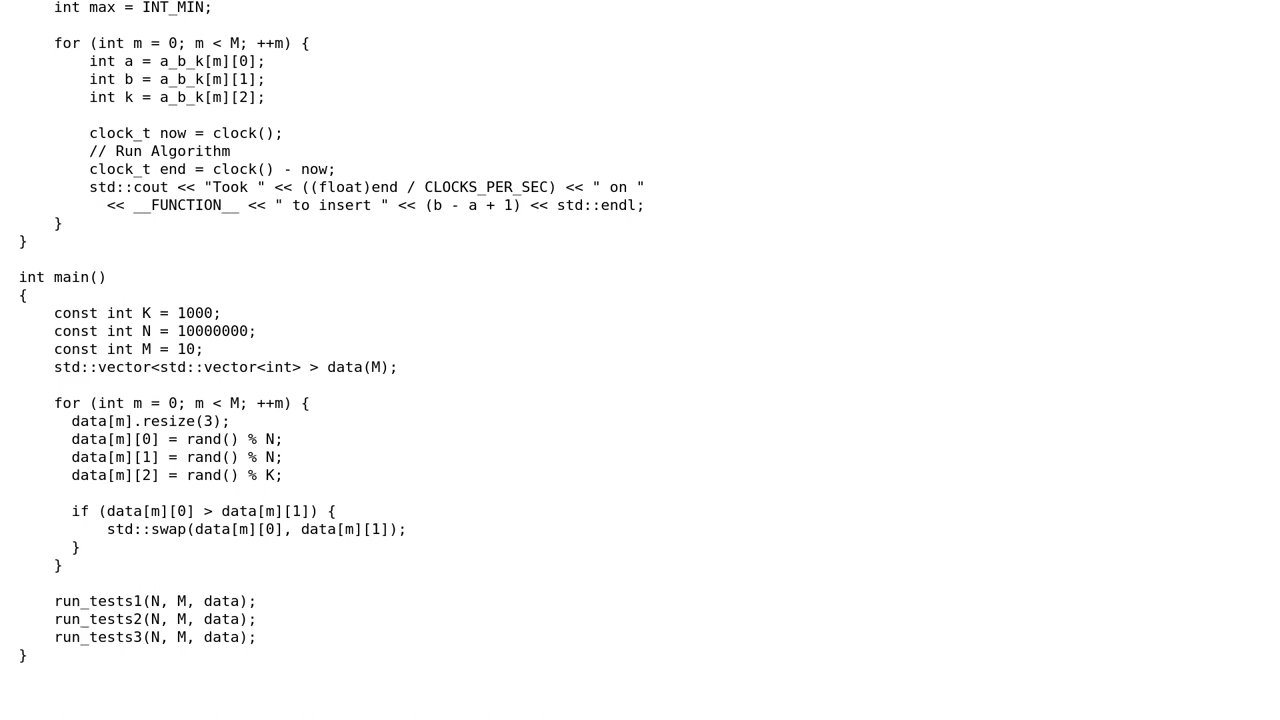 int max = INT_MIN;

    for (int m = 0; m < M; ++m) {
        int a = a_b_k[m][0];
        int b = a_b_k[m][1];
        int k = a_b_k[m][2];

        clock_t now = clock();
        // Run Algorithm
        clock_t end = clock() - now;
        std::cout << "Took " << ((float)end / CLOCKS_PER_SEC) << " on "
          << __FUNCTION__ << " to insert " << (b - a + 1) << std::endl;
    }
}

int main()
{
    const int K = 1000;
    const int N = 10000000;
    const int M = 10;
    std::vector<std::vector<int> > data(M);

    for (int m = 0; m < M; ++m) {
      data[m].resize(3);
      data[m][0] = rand() % N;
      data[m][1] = rand() % N;
      data[m][2] = rand() % K;

      if (data[m][0] > data[m][1]) {
          std::swap(data[m][0], data[m][1]);
      }
    }

    run_tests1(N, M, data);
    run_tests2(N, M, data);
    run_tests3(N, M, data);
}